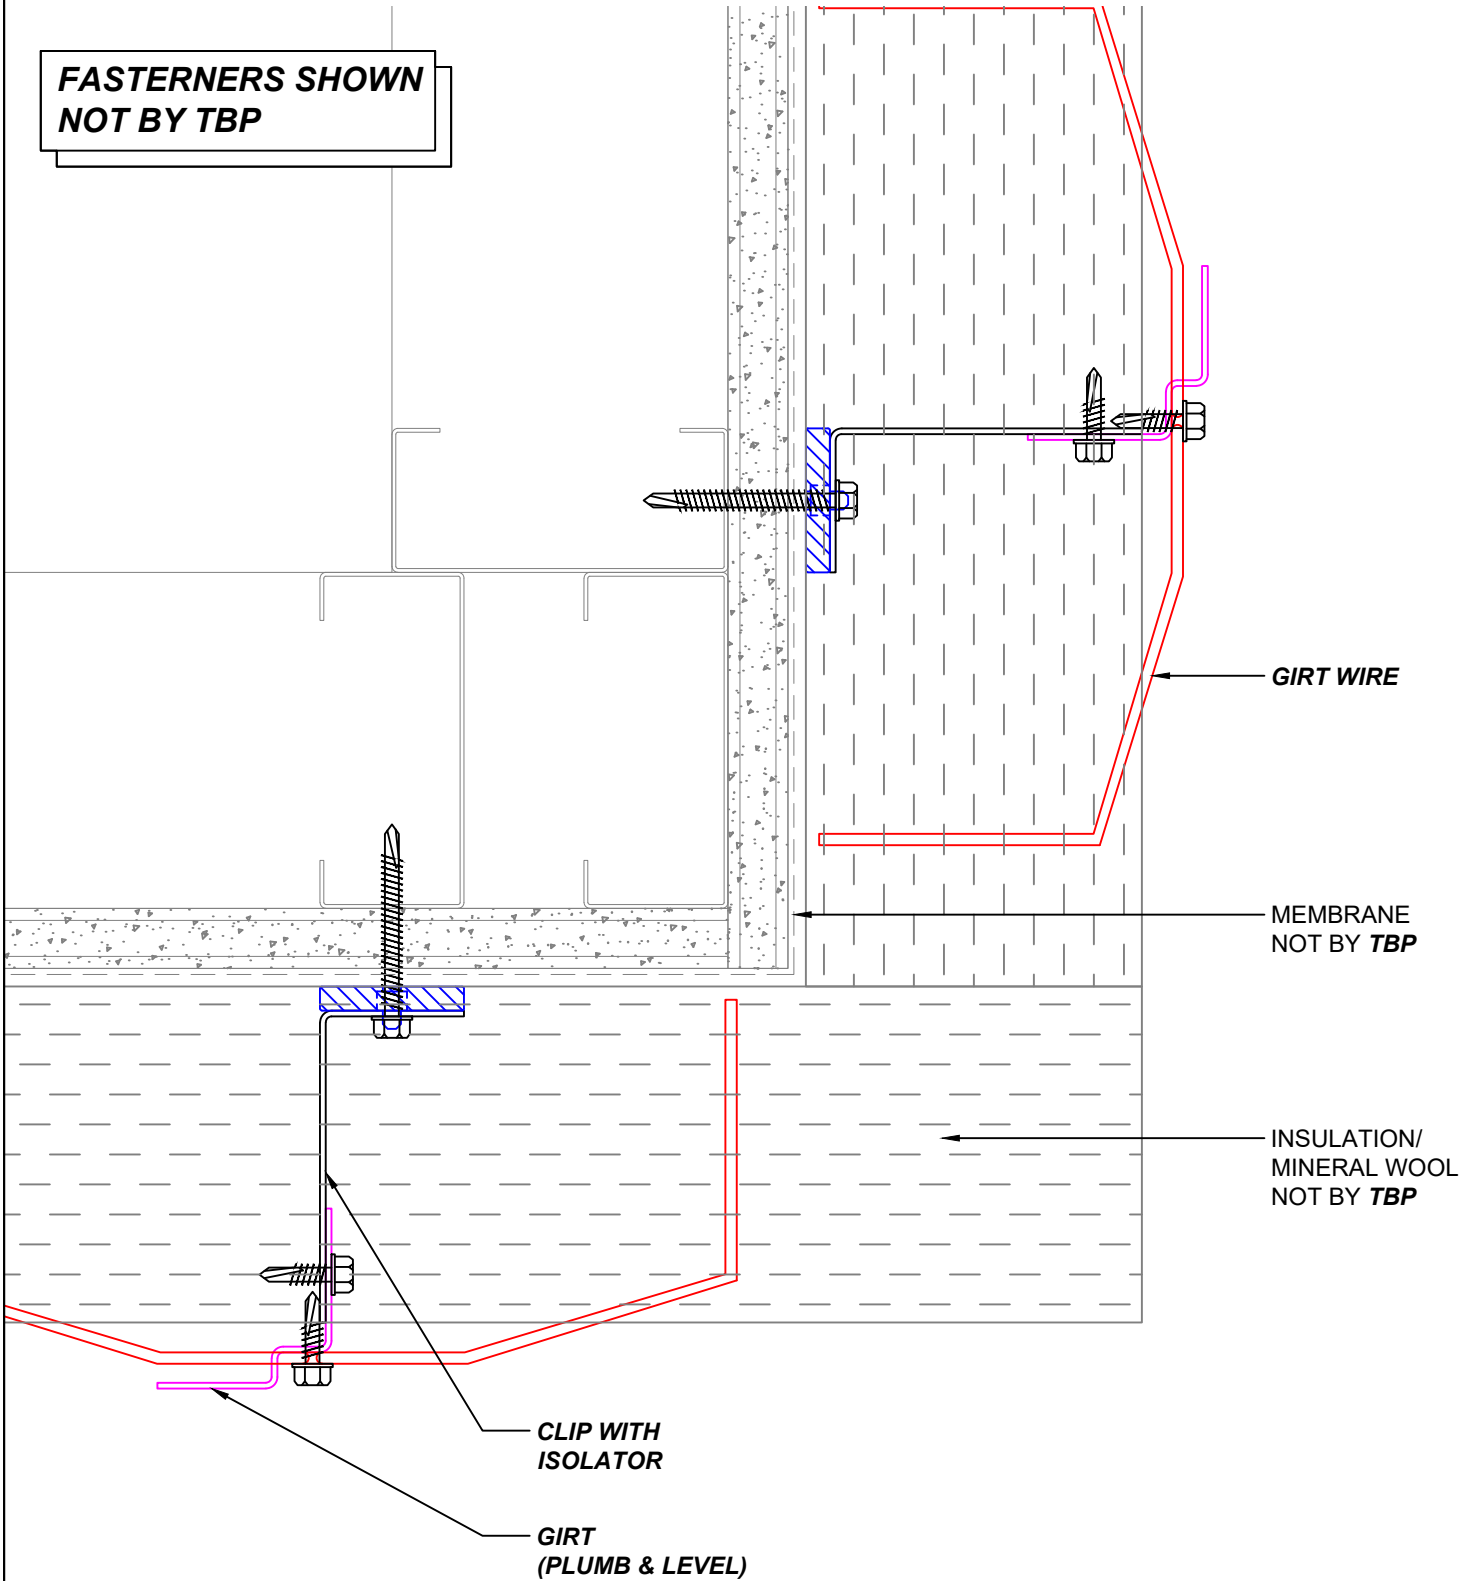 FASTERNERS SHOWN
NOT BY TBP
GIRT WIRE
MEMBRANE
NOT BY TBP
INSULATION/
MINERAL WOOL
NOT BY TBP
CLIP WITH
ISOLATOR
GIRT
(PLUMB & LEVEL)